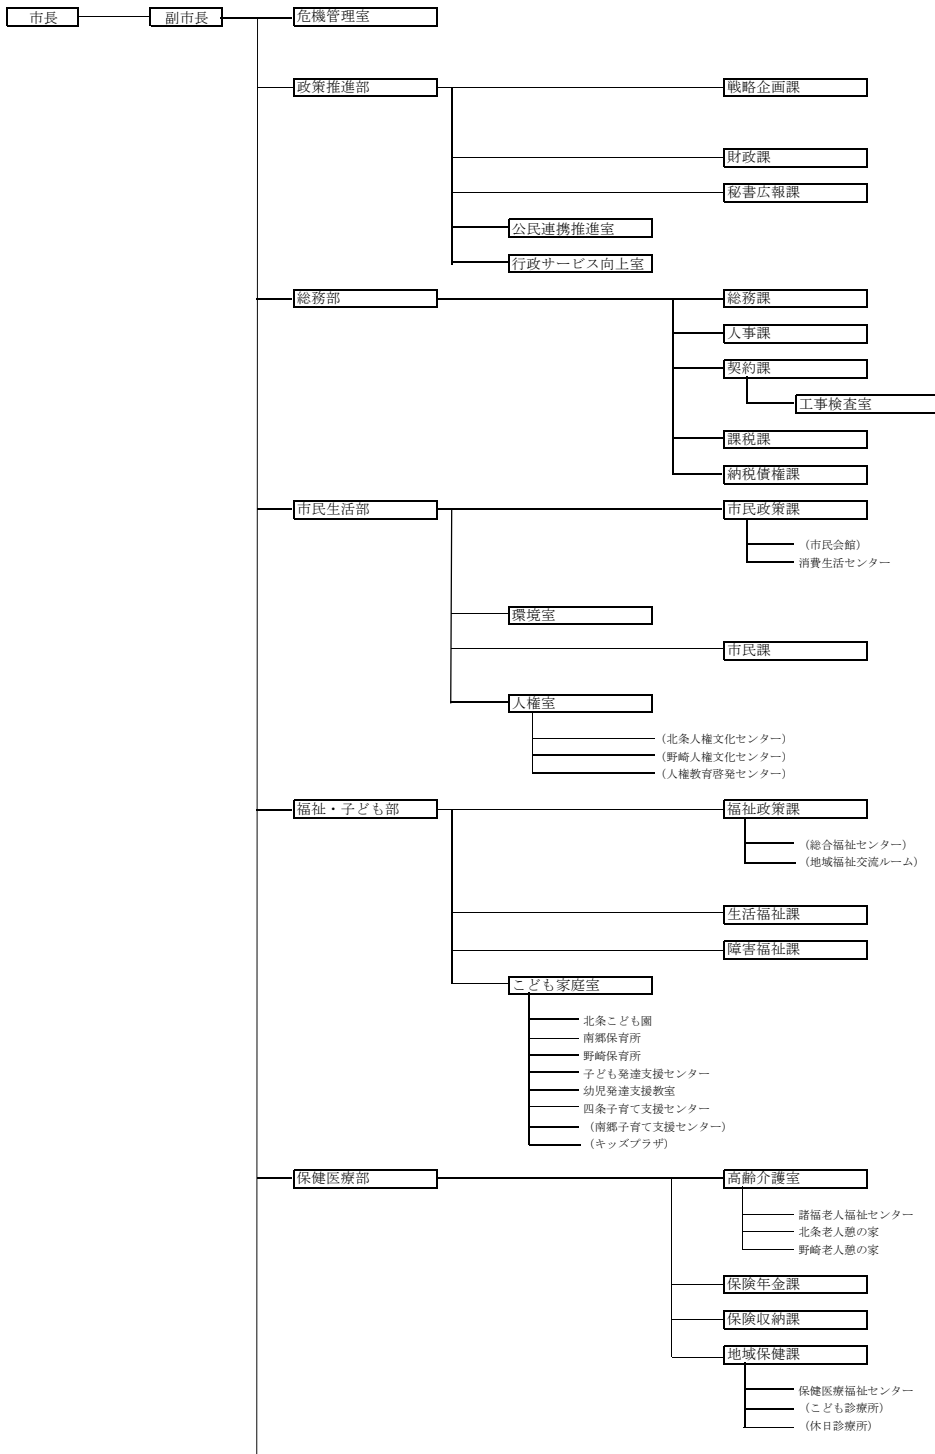 市長 副市長 危機管理室
政策推進部 戦略企画課
財政課
秘書広報課
公民連携推進室
行政サービス向上室
総務部 総務課
人事課
契約課
工事検査室
課税課
納税債権課
市民生活部 市民政策課
（市民会館）
消費生活センター
環境室
市民課
人権室
（北条人権文化センター）
（野崎人権文化センター）
（人権教育啓発センター）
福祉・子ども部 福祉政策課
（総合福祉センター）
（地域福祉交流ルーム）
生活福祉課
障害福祉課
こども家庭室
北条こども園
南郷保育所
野崎保育所
子ども発達支援センター
幼児発達支援教室
四条子育て支援センター
（南郷子育て支援センター）
（キッズプラザ）
保健医療部 高齢介護室
諸福老人福祉センター
北条老人憩の家
野崎老人憩の家
保険年金課
保険収納課
地域保健課
保健医療福祉センター
（こども診療所）
（休日診療所）